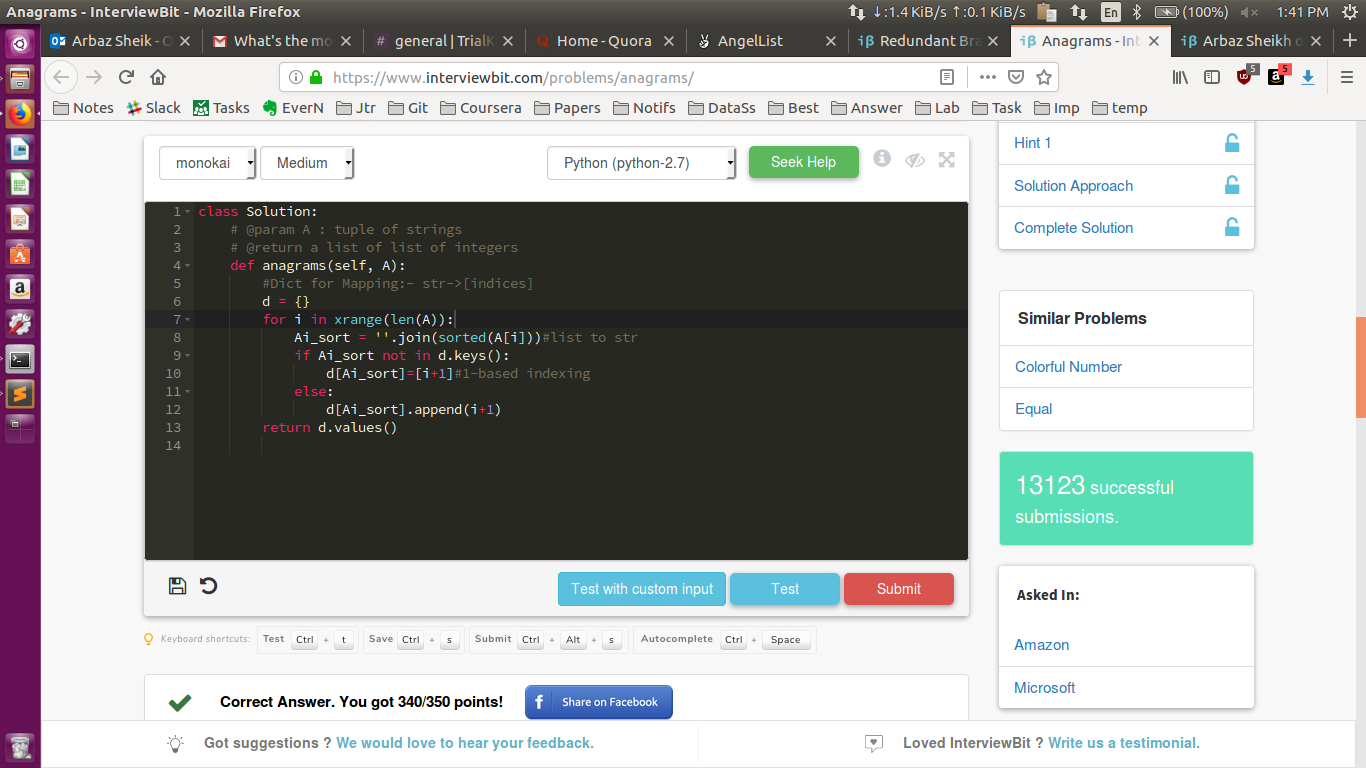 Anagrams - InterviewBit - Mozilla Firefox
↓:1.4 KiB/s ↑:0.1 KiB/s En (100%) 1:41 PM
Arbaz Sheik - O What's the mo general | TrialK Home - Quora AngelList Redundant Bra Anagrams - Int Arbaz Sheikh o
https://www.interviewbit.com/problems/anagrams/
5 5
Notes Slack Tasks EverN Jtr Git Coursera Papers Notifs DataSs Best Answer Lab Task Imp temp
monokai Medium Python (python-2.7) Seek Help
1 class Solution:
2 # @param A : tuple of strings
3 # @return a list of list of integers
4 def anagrams(self, A):
5 #Dict for Mapping:- str->[indices]
6 d = {}
7 for i in xrange(len(A)):
8 Ai_sort = ''.join(sorted(A[i]))#list to str
9 if Ai_sort not in d.keys():
10 d[Ai_sort]=[i+1]#1-based indexing
11 else:
12 d[Ai_sort].append(i+1)
13 return d.values()
14
Test with custom input Test Submit
Keyboard shortcuts: Test Ctrl + t Save Ctrl + s Submit Ctrl + Alt + s Autocomplete Ctrl + Space
Correct Answer. You got 340/350 points! f Share on Facebook
Hint 1
Solution Approach
Complete Solution
Similar Problems
Colorful Number
Equal
13123 successful
submissions.
Asked In:
Amazon
Microsoft
Got suggestions ? We would love to hear your feedback.
Loved InterviewBit ? Write us a testimonial.